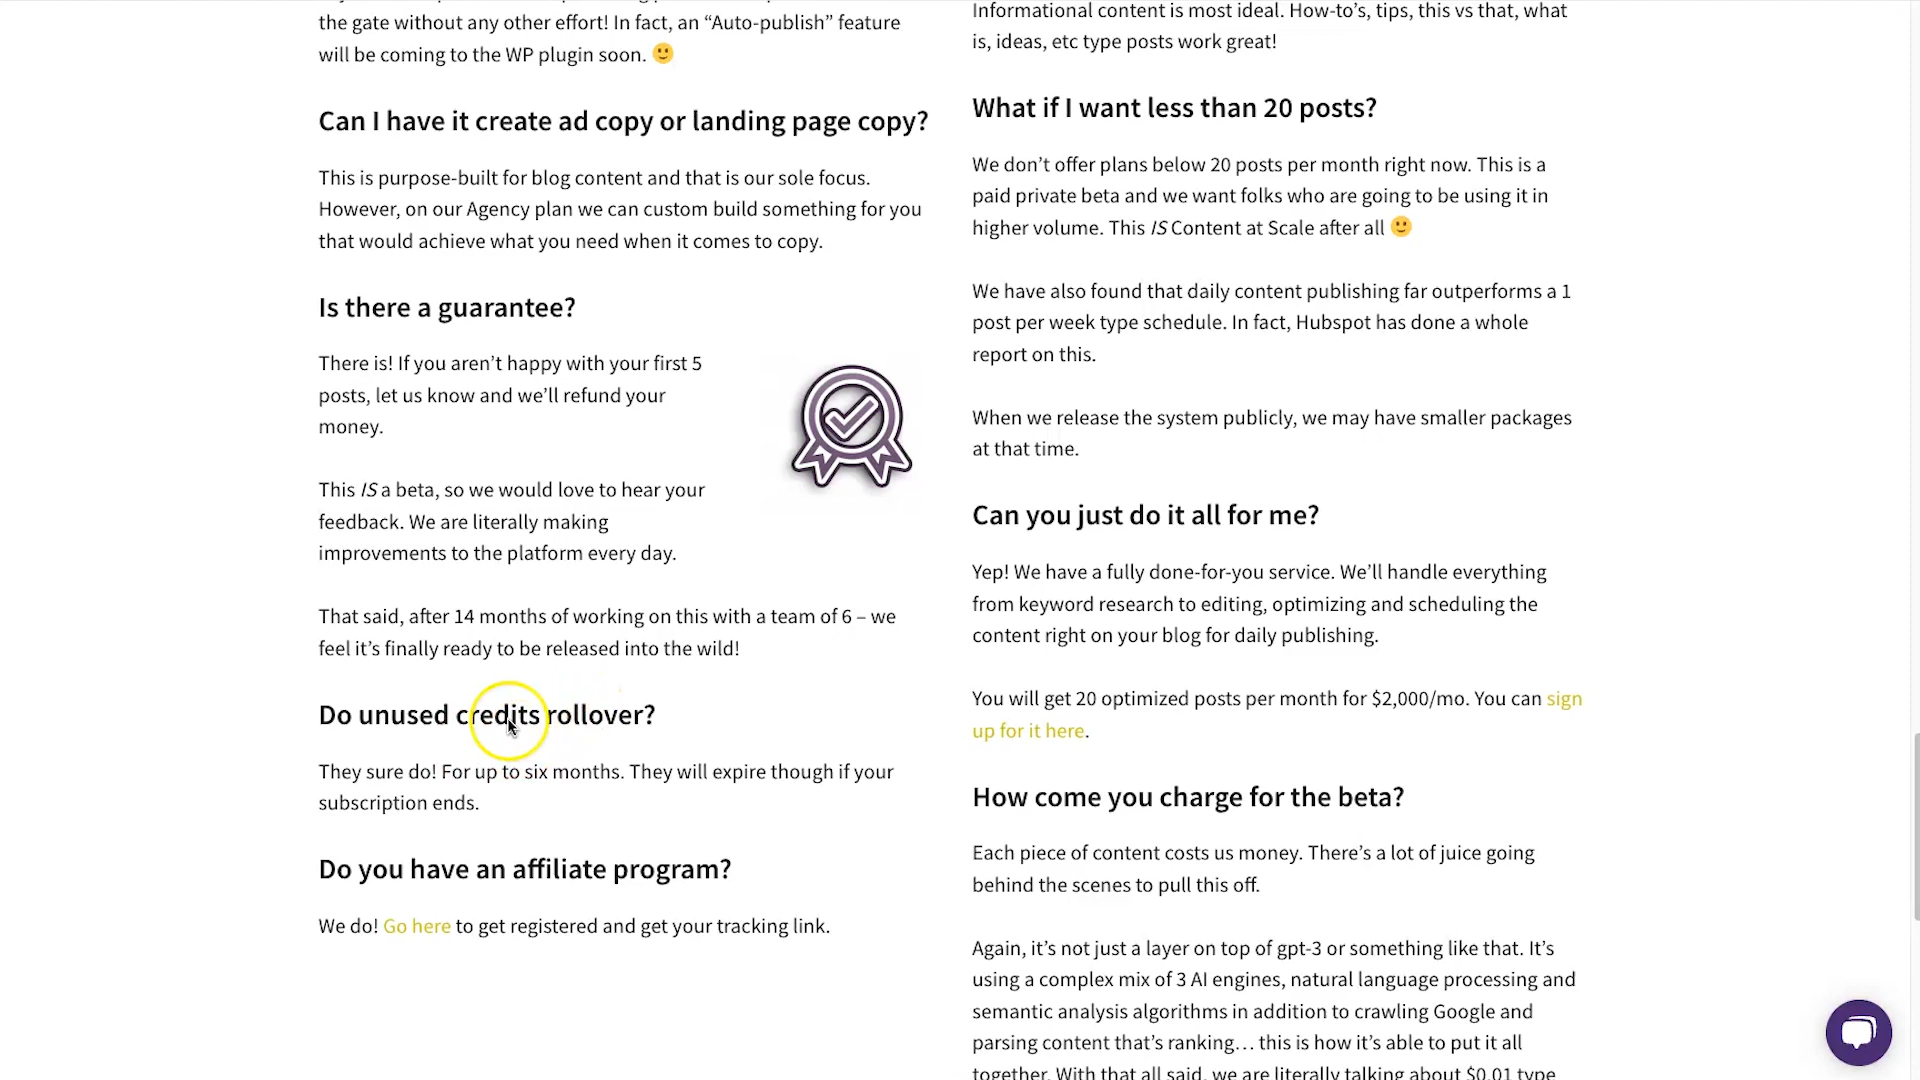 the gate without any other effort! In fact, an “Auto-publish” feature
will be coming to the WP plugin soon. 🙂
Can I have it create ad copy or landing page copy?
This is purpose-built for blog content and that is our sole focus.
However, on our Agency plan we can custom build something for you
that would achieve what you need when it comes to copy.
Is there a guarantee?
There is! If you aren’t happy with your first 5
posts, let us know and we’ll refund your
money.
This IS a beta, so we would love to hear your
feedback. We are literally making
improvements to the platform every day.
That said, after 14 months of working on this with a team of 6 – we
feel it’s finally ready to be released into the wild!
Do unused credits rollover?
They sure do! For up to six months. They will expire though if your
subscription ends.
Do you have an affiliate program?
We do! Go here to get registered and get your tracking link.
Informational content is most ideal. How-to’s, tips, this vs that, what
is, ideas, etc type posts work great!
What if I want less than 20 posts?
We don’t offer plans below 20 posts per month right now. This is a
paid private beta and we want folks who are going to be using it in
higher volume. This IS Content at Scale after all 🙂
We have also found that daily content publishing far outperforms a 1
post per week type schedule. In fact, Hubspot has done a whole
report on this.
When we release the system publicly, we may have smaller packages
at that time.
Can you just do it all for me?
Yep! We have a fully done-for-you service. We’ll handle everything
from keyword research to editing, optimizing and scheduling the
content right on your blog for daily publishing.
You will get 20 optimized posts per month for $2,000/mo. You can sign
up for it here.
How come you charge for the beta?
Each piece of content costs us money. There’s a lot of juice going
behind the scenes to pull this off.
Again, it’s not just a layer on top of gpt-3 or something like that. It’s
using a complex mix of 3 AI engines, natural language processing and
semantic analysis algorithms in addition to crawling Google and
parsing content that’s ranking… this is how it’s able to put it all
together. With that all said, we are literally talking about $0.01 type